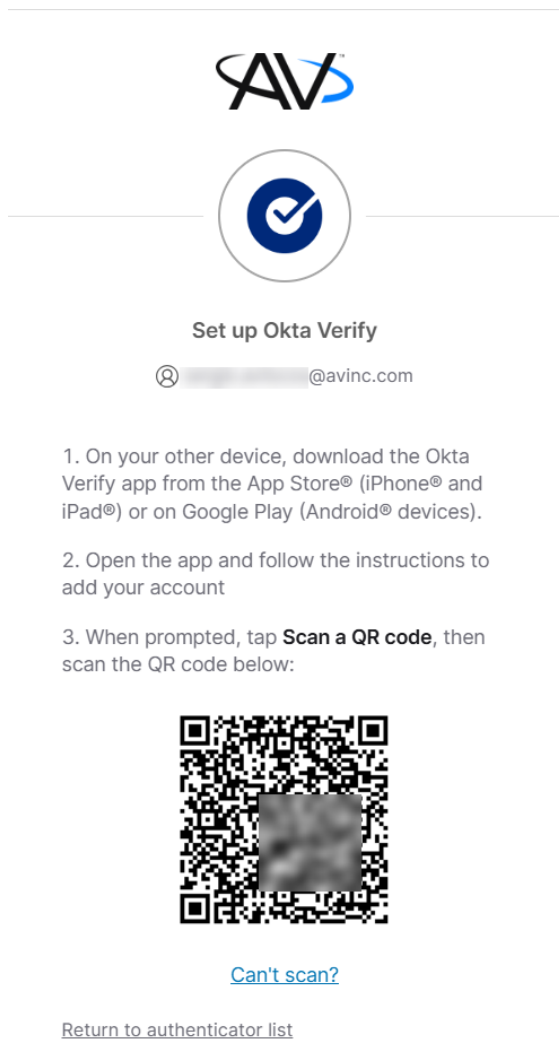 AV™
Set up Okta Verify
@avinc.com
1. On your other device, download the Okta
Verify app from the App Store® (iPhone® and
iPad®) or on Google Play (Android® devices).
2. Open the app and follow the instructions to
add your account
3. When prompted, tap Scan a QR code, then
scan the QR code below:
Can't scan?
Return to authenticator list